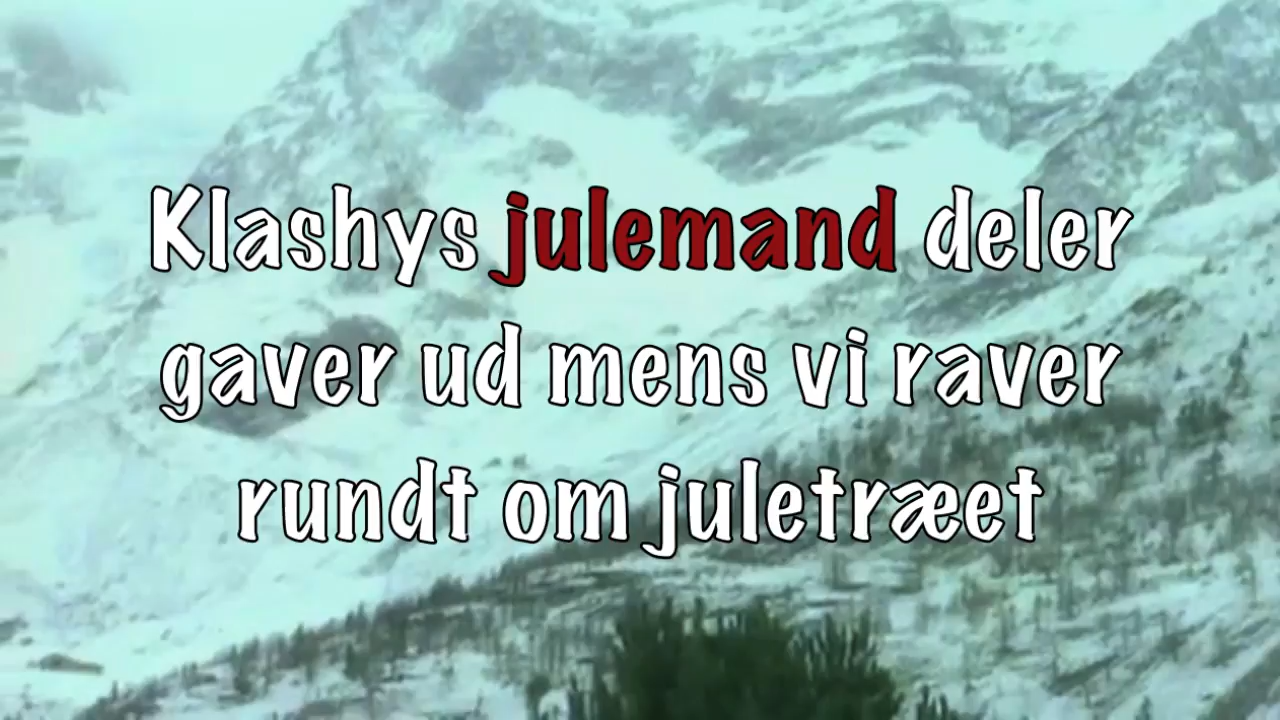 Klashys julemand deler
gaver ud mens vi raver
rundt om juletræet